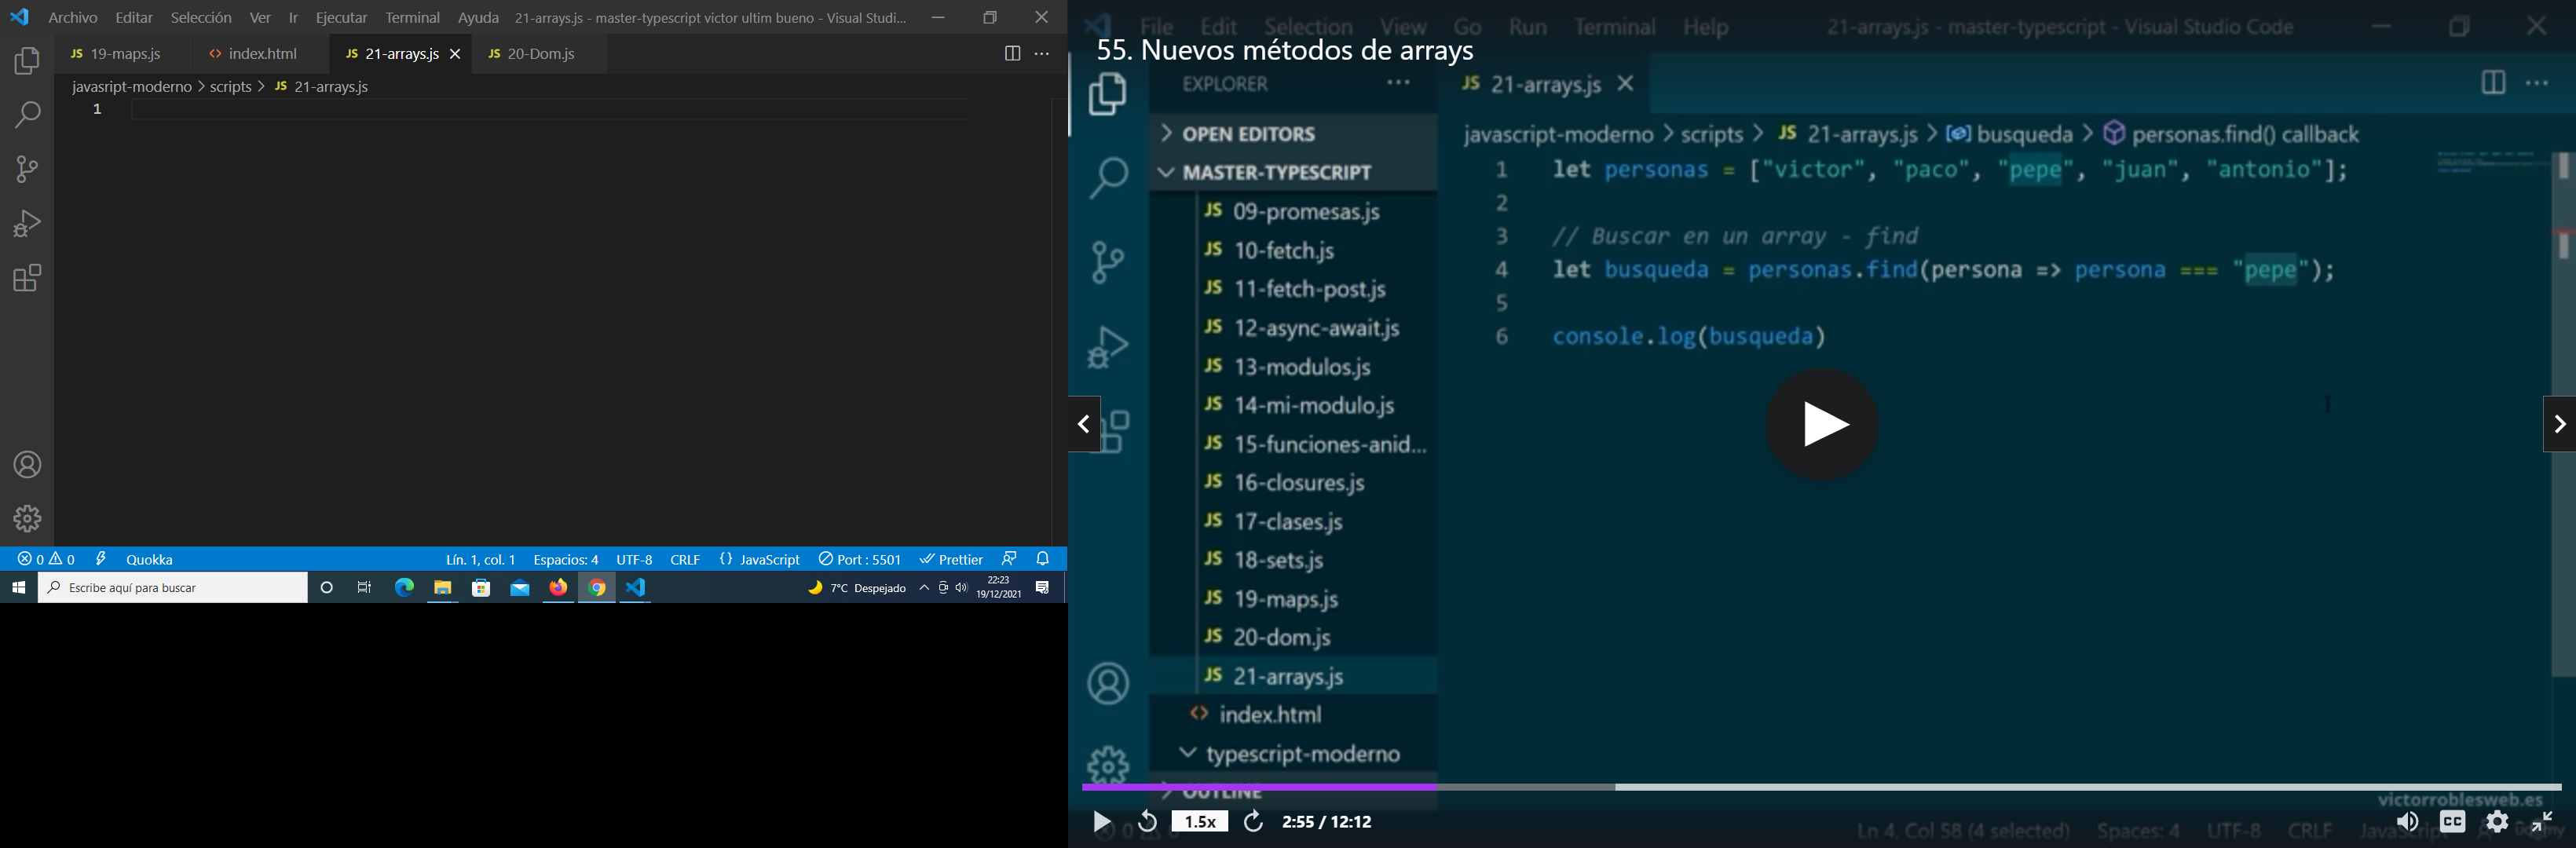 Archivo Editar Selección Ver Ir Ejecutar Terminal Ayuda 21-arrays.js - master-typescript victor ultim bueno - Visual Studi...
JS 19-maps.js <> index.html JS 21-arrays.js JS 20-Dom.js
javasript-moderno > scripts > JS 21-arrays.js
1
0 0 Quokka Lín. 1, col. 1 Espacios: 4 UTF-8 CRLF {} JavaScript Port : 5501 Prettier
Escribe aquí para buscar 7°C Despejado 22:23
19/12/2021
File Edit Selection View Go Run Terminal Help 21-arrays.js - master-typescript - Visual Studio Code
55. Nuevos métodos de arrays
EXPLORER
OPEN EDITORS
MASTER-TYPESCRIPT
JS 09-promesas.js
JS 10-fetch.js
JS 11-fetch-post.js
JS 12-async-await.js
JS 13-modulos.js
JS 14-mi-modulo.js
JS 15-funciones-anid...
JS 16-closures.js
JS 17-clases.js
JS 18-sets.js
JS 19-maps.js
JS 20-dom.js
JS 21-arrays.js
<> index.html
typescript-moderno
OUTLINE
JS 21-arrays.js
javascript-moderno > scripts > JS 21-arrays.js > busqueda > personas.find() callback
1 let personas = ["victor", "paco", "pepe", "juan", "antonio"];
2
3 // Buscar en un array - find
4 let busqueda = personas.find(persona => persona === "pepe");
5
6 console.log(busqueda)
victorroblesweb.es
1.5x 2:55 / 12:12 CC
Ln 4, Col 58 (4 selected) Spaces: 4 UTF-8 CRLF